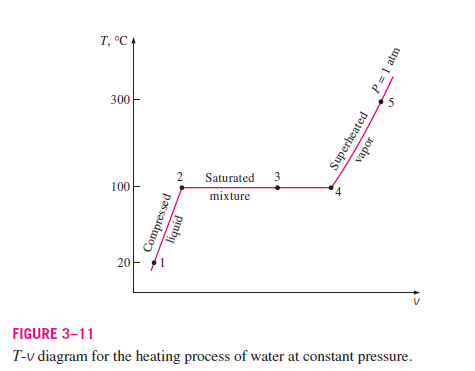 T, °C
P = 1 atm
300
5
Superheated
vapor
2 Saturated 3
100
mixture
4
Compressed
liquid
20
1
v
FIGURE 3–11
T-v diagram for the heating process of water at constant pressure.